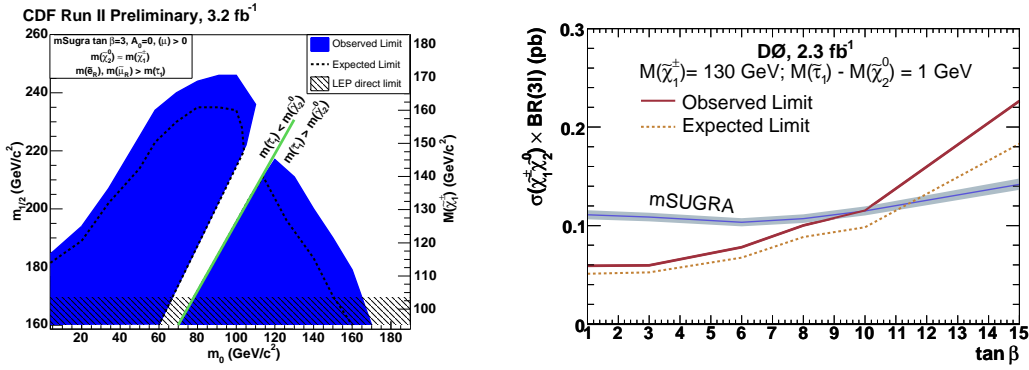 CDF Run II Preliminary, 3.2 fb⁻¹
mSugra tan β=3, A₀=0, (μ) > 0
m(χ̃₂⁰) ≈ m(χ̃₁±)
m(ẽ_R), m(μ̃_R) > m(τ̃₁)
Observed Limit
Expected Limit
LEP direct limit
m(τ̃₁) < m(χ̃₂⁰)
m(τ̃₁) > m(χ̃₂⁰)
m₁/₂ (GeV/c²)
240
220
200
180
160
20 40 60 80 100 120 140 160 180
m₀ (GeV/c²)
180
170
160
150
140
130
120
110
100
M(χ̃₁±) (GeV/c²)
DØ, 2.3 fb⁻¹
M(χ̃₁±)= 130 GeV; M(τ̃₁) - M(χ̃₂⁰) = 1 GeV
Observed Limit
Expected Limit
mSUGRA
σ(χ̃₁±χ̃₂⁰) × BR(3l) (pb)
0.3
0.2
0.1
0
1 2 3 4 5 6 7 8 9 10 11 12 13 14 15
tan β